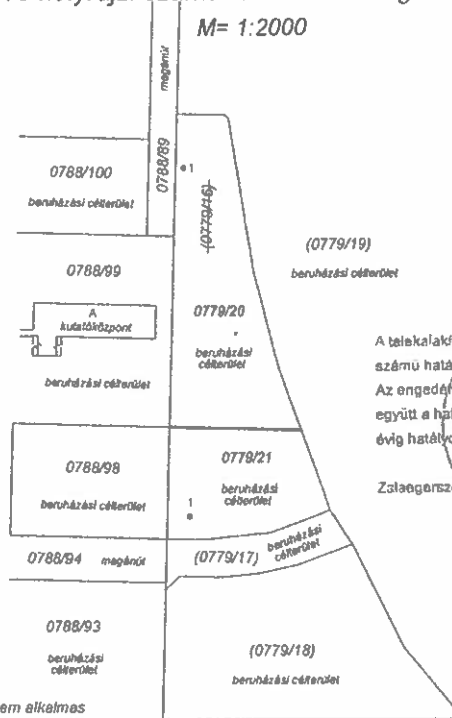 M= 1:2000
magánút
0788/89
0788/100
beruházási célterület
1
(0779/16)
(0779/19)
beruházási célterület
0788/99
A
kutatóközpont
beruházási célterület
0779/20
beruházási
célterület
A telekalakí
számú hatá
Az engedél
együtt a ha
évig hatály
Zalaegersze
0788/98
beruházási célterület
0779/21
beruházási
célterület
1
0788/94 magánút
(0779/17)
beruházási
célterület
0788/93
beruházási
célterület
(0779/18)
beruházási célterület
em alkalmas